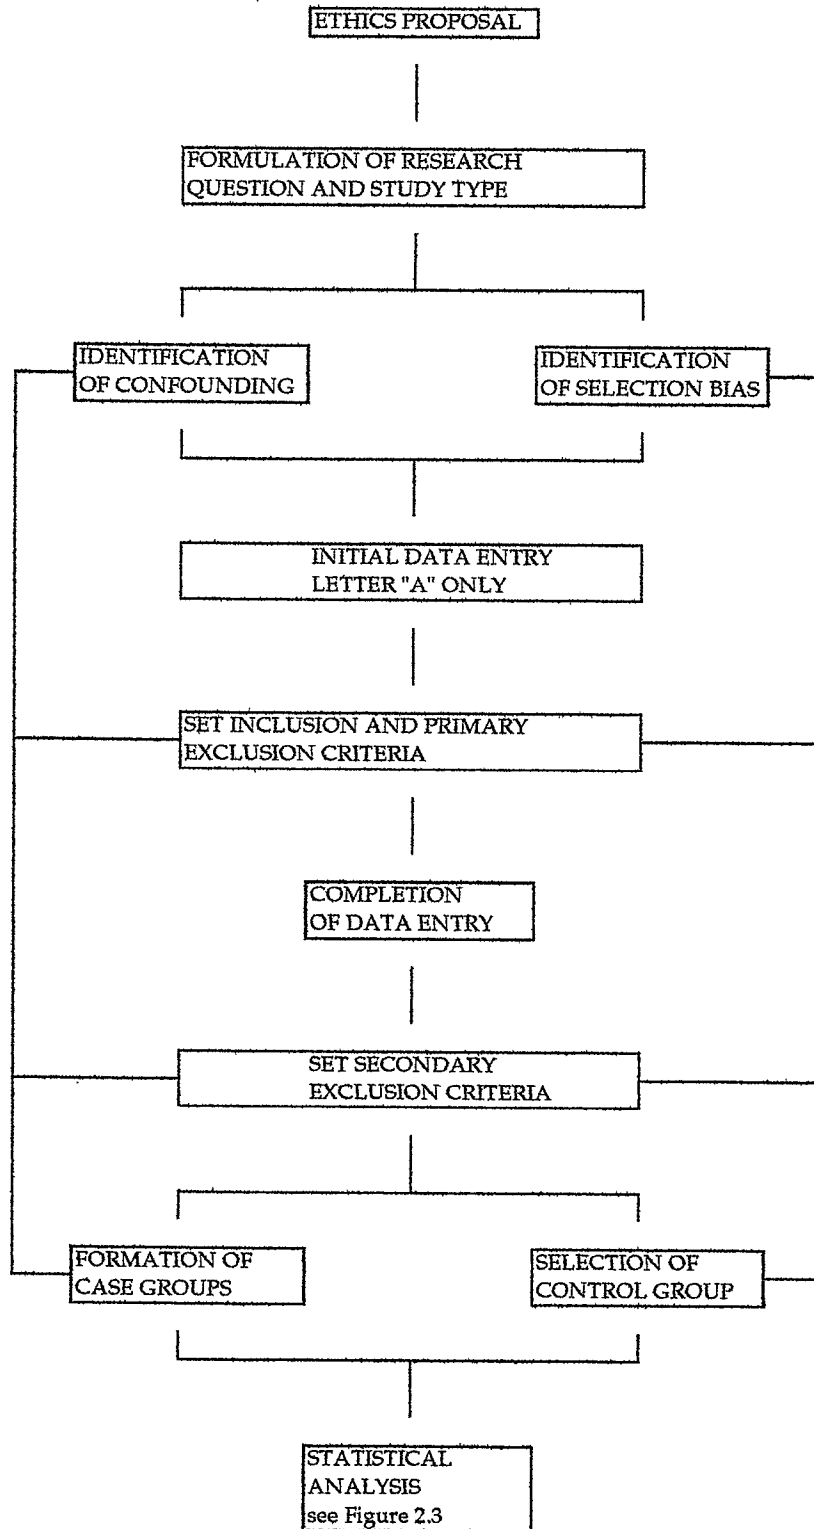 ETHICS PROPOSAL
FORMULATION OF RESEARCH
QUESTION AND STUDY TYPE
IDENTIFICATION
OF CONFOUNDING
IDENTIFICATION
OF SELECTION BIAS
INITIAL DATA ENTRY
LETTER "A" ONLY
SET INCLUSION AND PRIMARY
EXCLUSION CRITERIA
COMPLETION
OF DATA ENTRY
SET SECONDARY
EXCLUSION CRITERIA
FORMATION OF
CASE GROUPS
SELECTION OF
CONTROL GROUP
STATISTICAL
ANALYSIS
see Figure 2.3